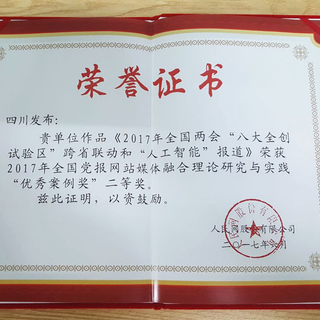 荣誉证书
四川发布：
贵单位作品《2017年全国两会“八大全创
试验区”跨省联动和“人工智能”报道》荣获
2017年全国党报网站媒体融合理论研究与实践
“优秀案例奖”二等奖。
兹此证明，以资鼓励。
人民网股份有限公司
二〇一七年 月